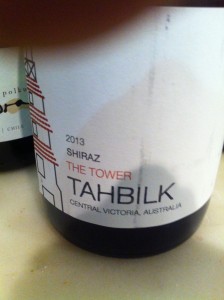 2013
SHIRAZ
THE TOWER
TAHBILK
CENTRAL VICTORIA, AUSTRALIA